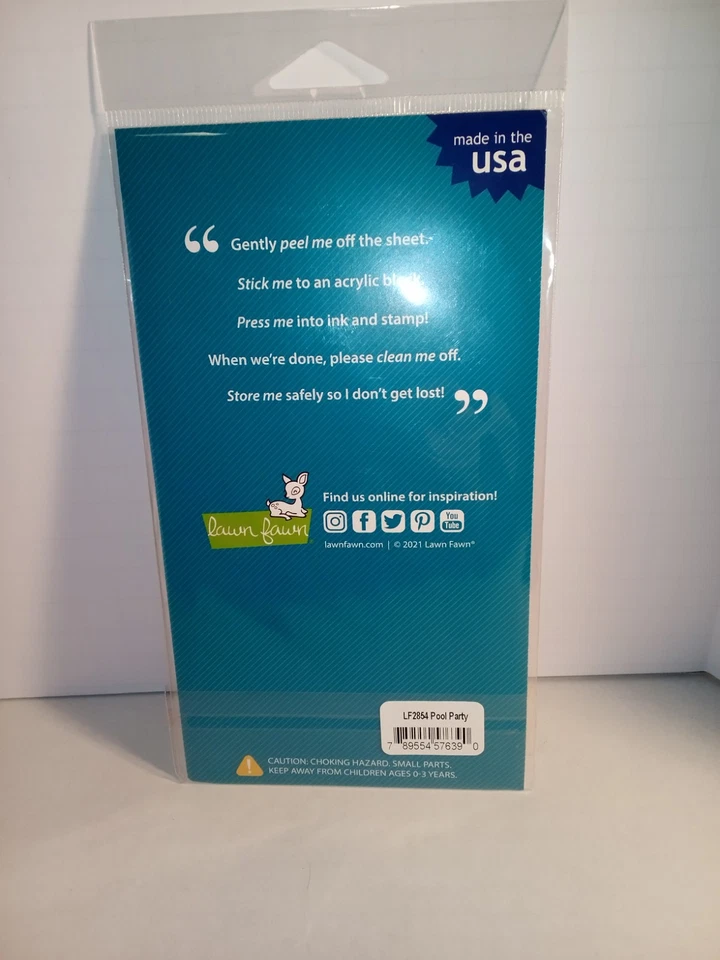 made in the
usa
“ Gently peel me off the sheet.
Stick me to an acrylic
Press me into ink and stamp!
When we're done, please clean me off.
Store me safely so I don't get lost! ”
Find us online for inspiration!
lawn fawn
You
Tube
lawnfawn.com | © 2021 Lawn Fawn®
LF2854 Pool Party
7 89554 57639 0
CAUTION: CHOKING HAZARD. SMALL PARTS.
KEEP AWAY FROM CHILDREN AGES 0-3 YEARS.